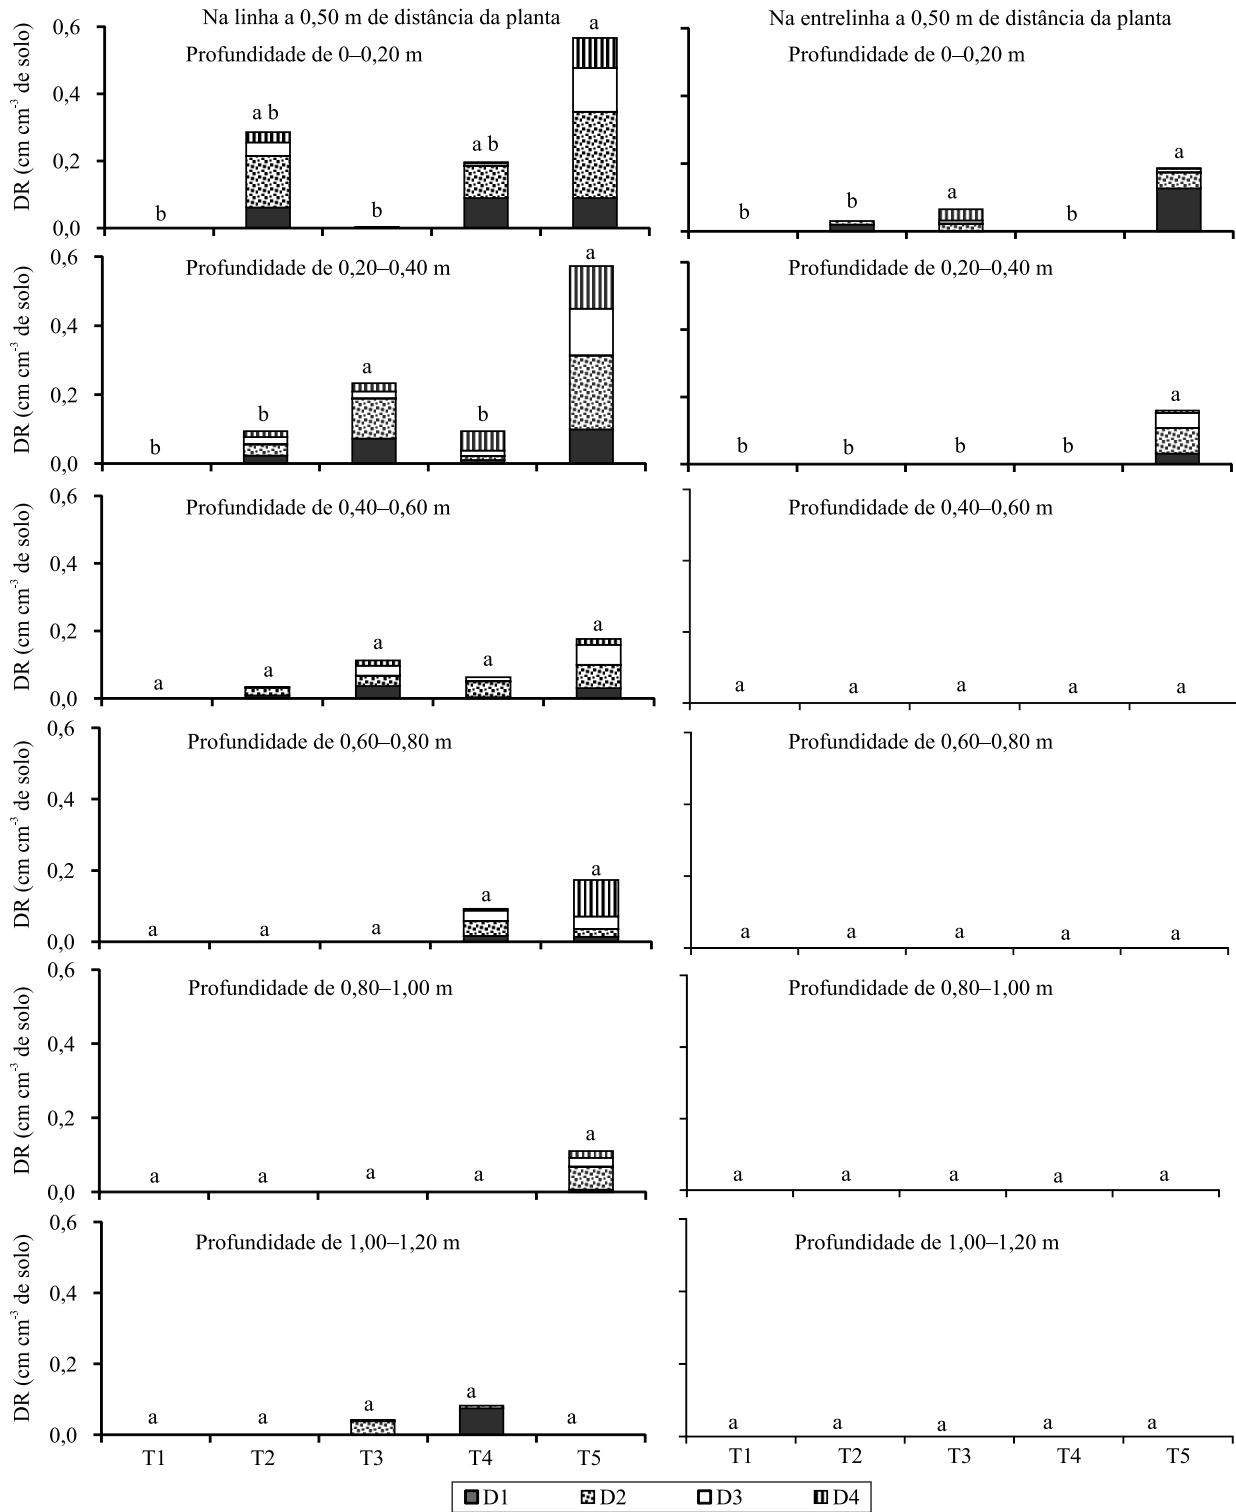 Na linha a 0,50 m de distância da planta
Profundidade de 0–0,20 m
DR (cm cm⁻³ de solo)
0,6
0,4
0,2
0,0
b
a b
b
a b
a
Na entrelinha a 0,50 m de distância da planta
Profundidade de 0–0,20 m
b
b
a
b
a
Profundidade de 0,20–0,40 m
DR (cm cm⁻³ de solo)
0,6
0,4
0,2
0,0
b
b
a
b
a
Profundidade de 0,20–0,40 m
b
b
b
b
a
Profundidade de 0,40–0,60 m
DR (cm cm⁻³ de solo)
0,6
0,4
0,2
0,0
a
a
a
a
a
Profundidade de 0,40–0,60 m
a
a
a
a
a
Profundidade de 0,60–0,80 m
DR (cm cm⁻³ de solo)
0,6
0,4
0,2
0,0
a
a
a
a
a
Profundidade de 0,60–0,80 m
a
a
a
a
a
Profundidade de 0,80–1,00 m
DR (cm cm⁻³ de solo)
0,6
0,4
0,2
0,0
a
a
a
a
a
Profundidade de 0,80–1,00 m
a
a
a
a
a
Profundidade de 1,00–1,20 m
DR (cm cm⁻³ de solo)
0,6
0,4
0,2
0,0
a
a
a
a
a
T1 T2 T3 T4 T5
Profundidade de 1,00–1,20 m
a
a
a
a
a
T1 T2 T3 T4 T5
D1 D2 D3 D4